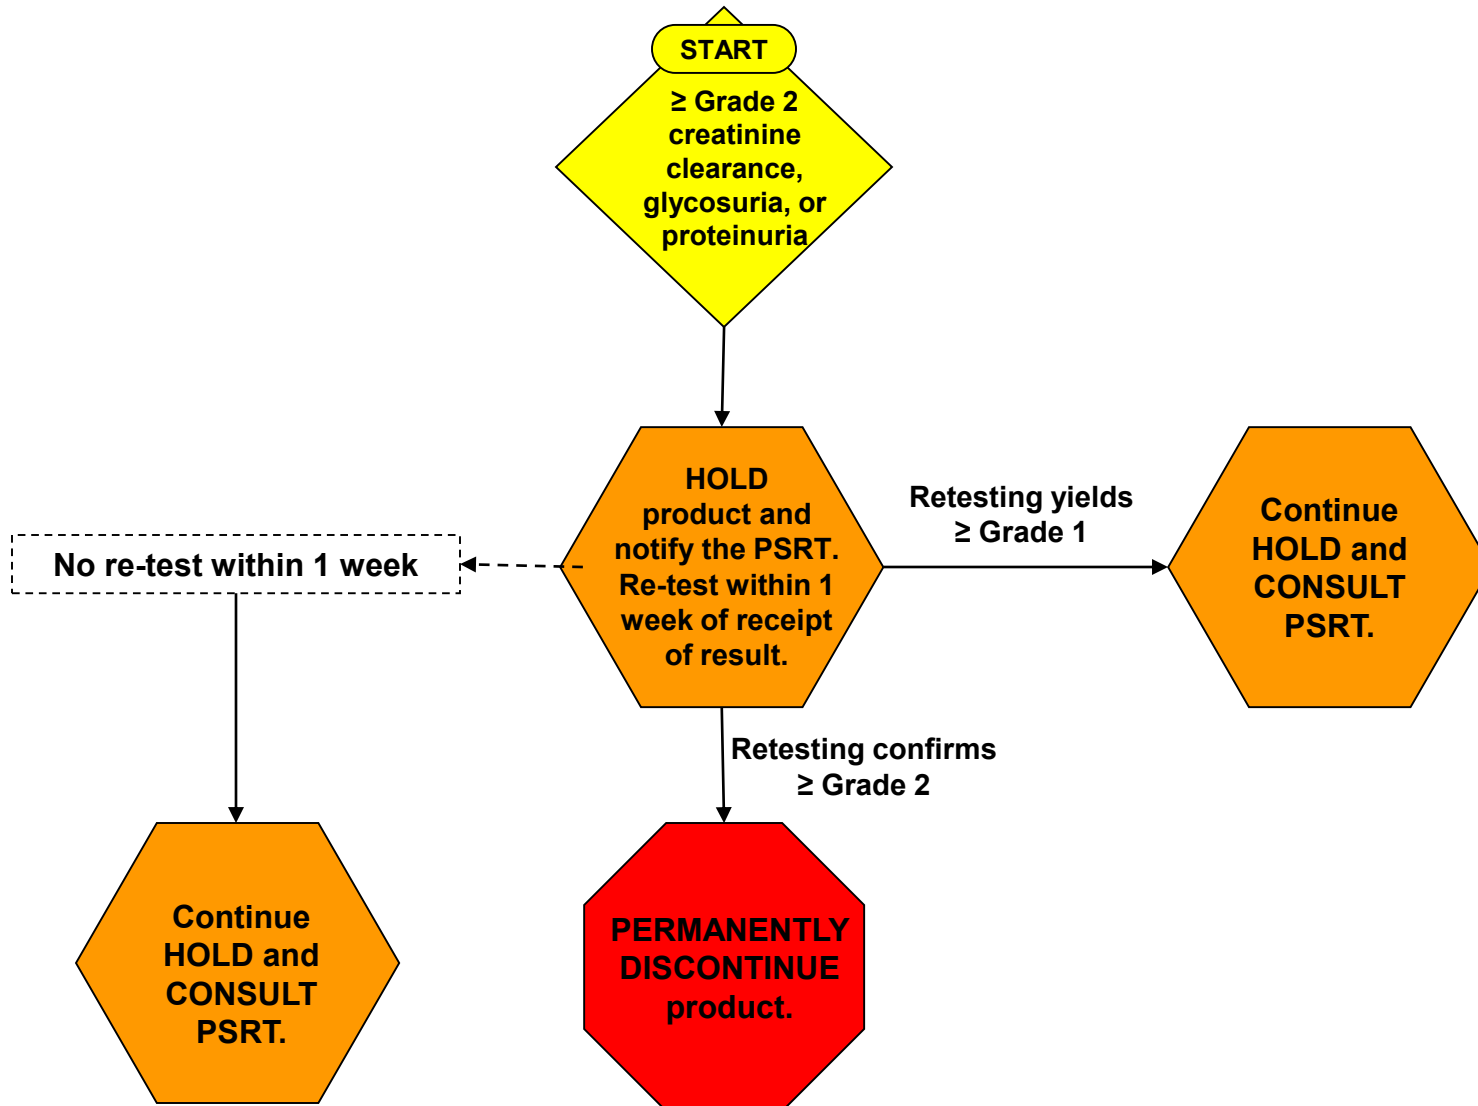 START
≥ Grade 2
creatinine
clearance,
glycosuria, or
proteinuria
HOLD
product and
notify the PSRT.
Re-test within 1
week of receipt
of result.
Retesting yields
≥ Grade 1
Continue
HOLD and
CONSULT
PSRT.
No re-test within 1 week
Retesting confirms
≥ Grade 2
Continue
HOLD and
CONSULT
PSRT.
PERMANENTLY
DISCONTINUE
product.